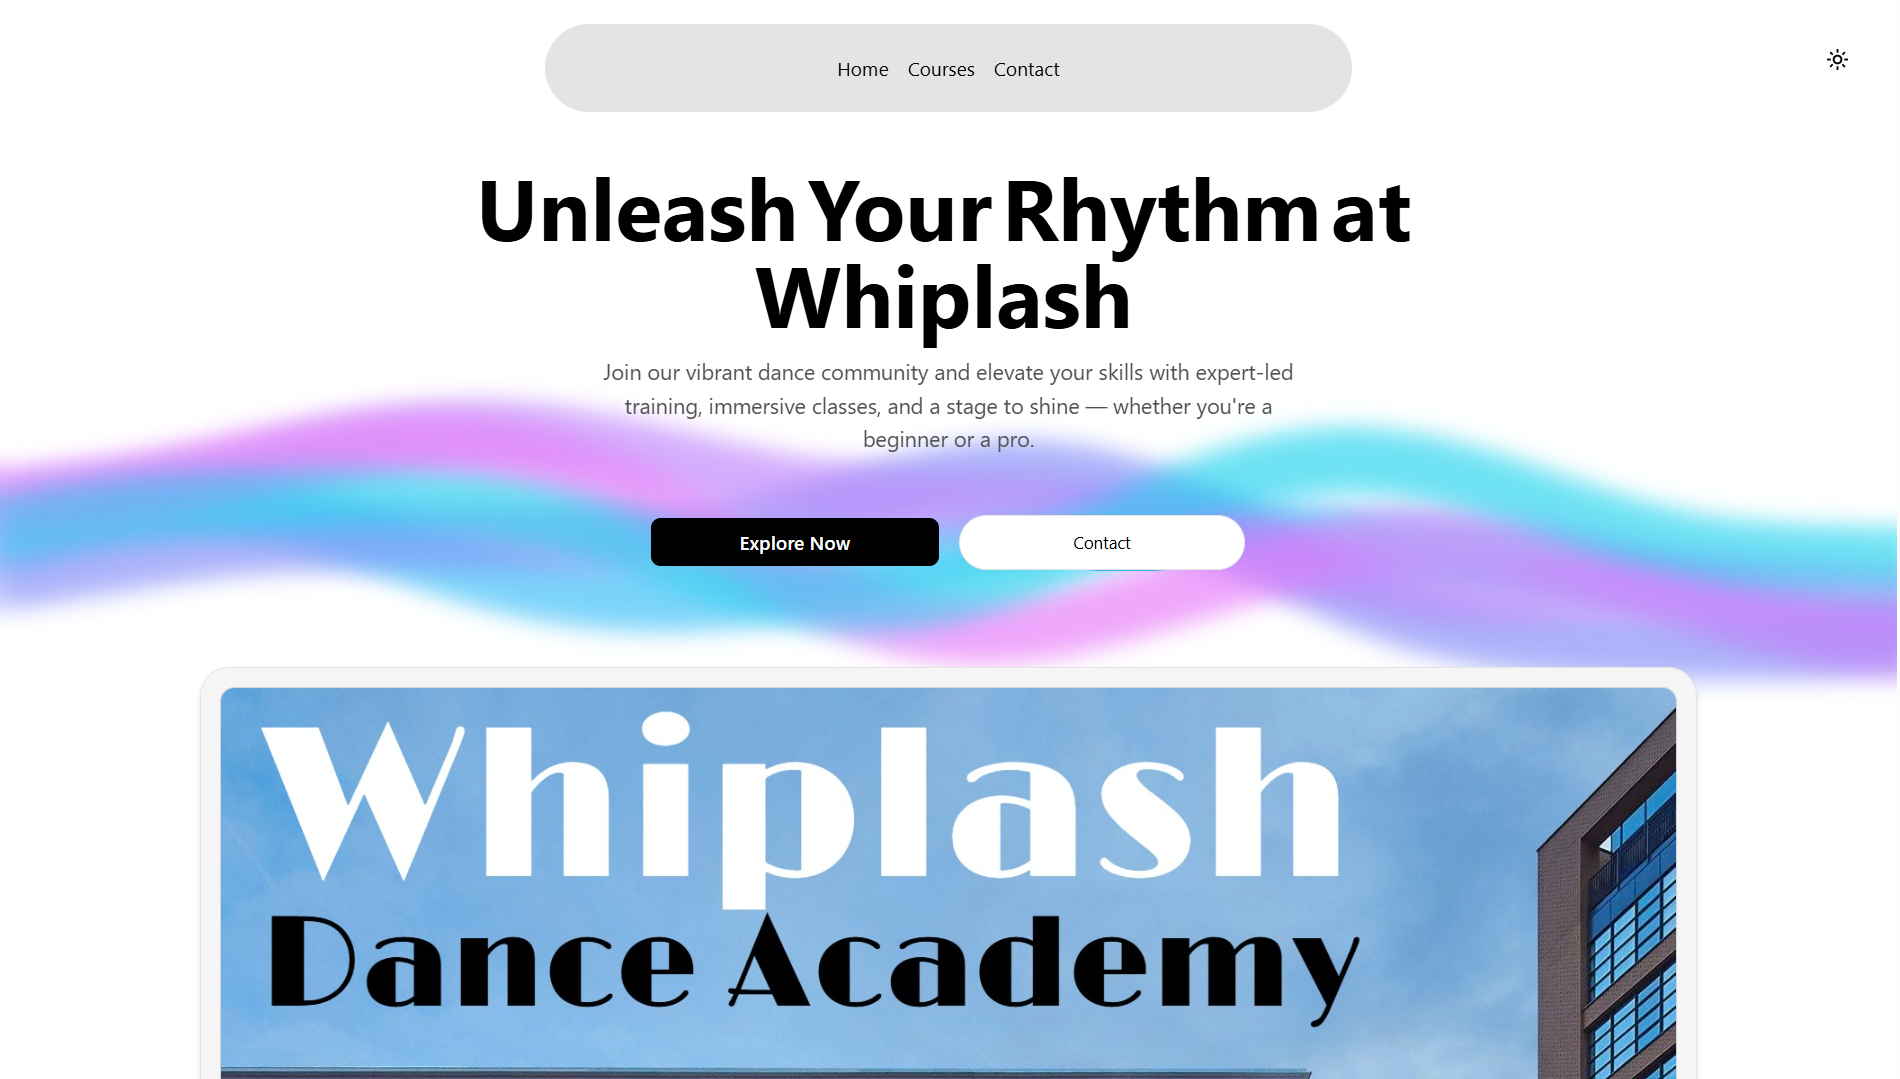 Home Courses Contact
Unleash Your Rhythm at
Whiplash
Join our vibrant dance community and elevate your skills with expert-led
training, immersive classes, and a stage to shine — whether you're a
beginner or a pro.
Explore Now Contact
Whiplash
Dance Academy